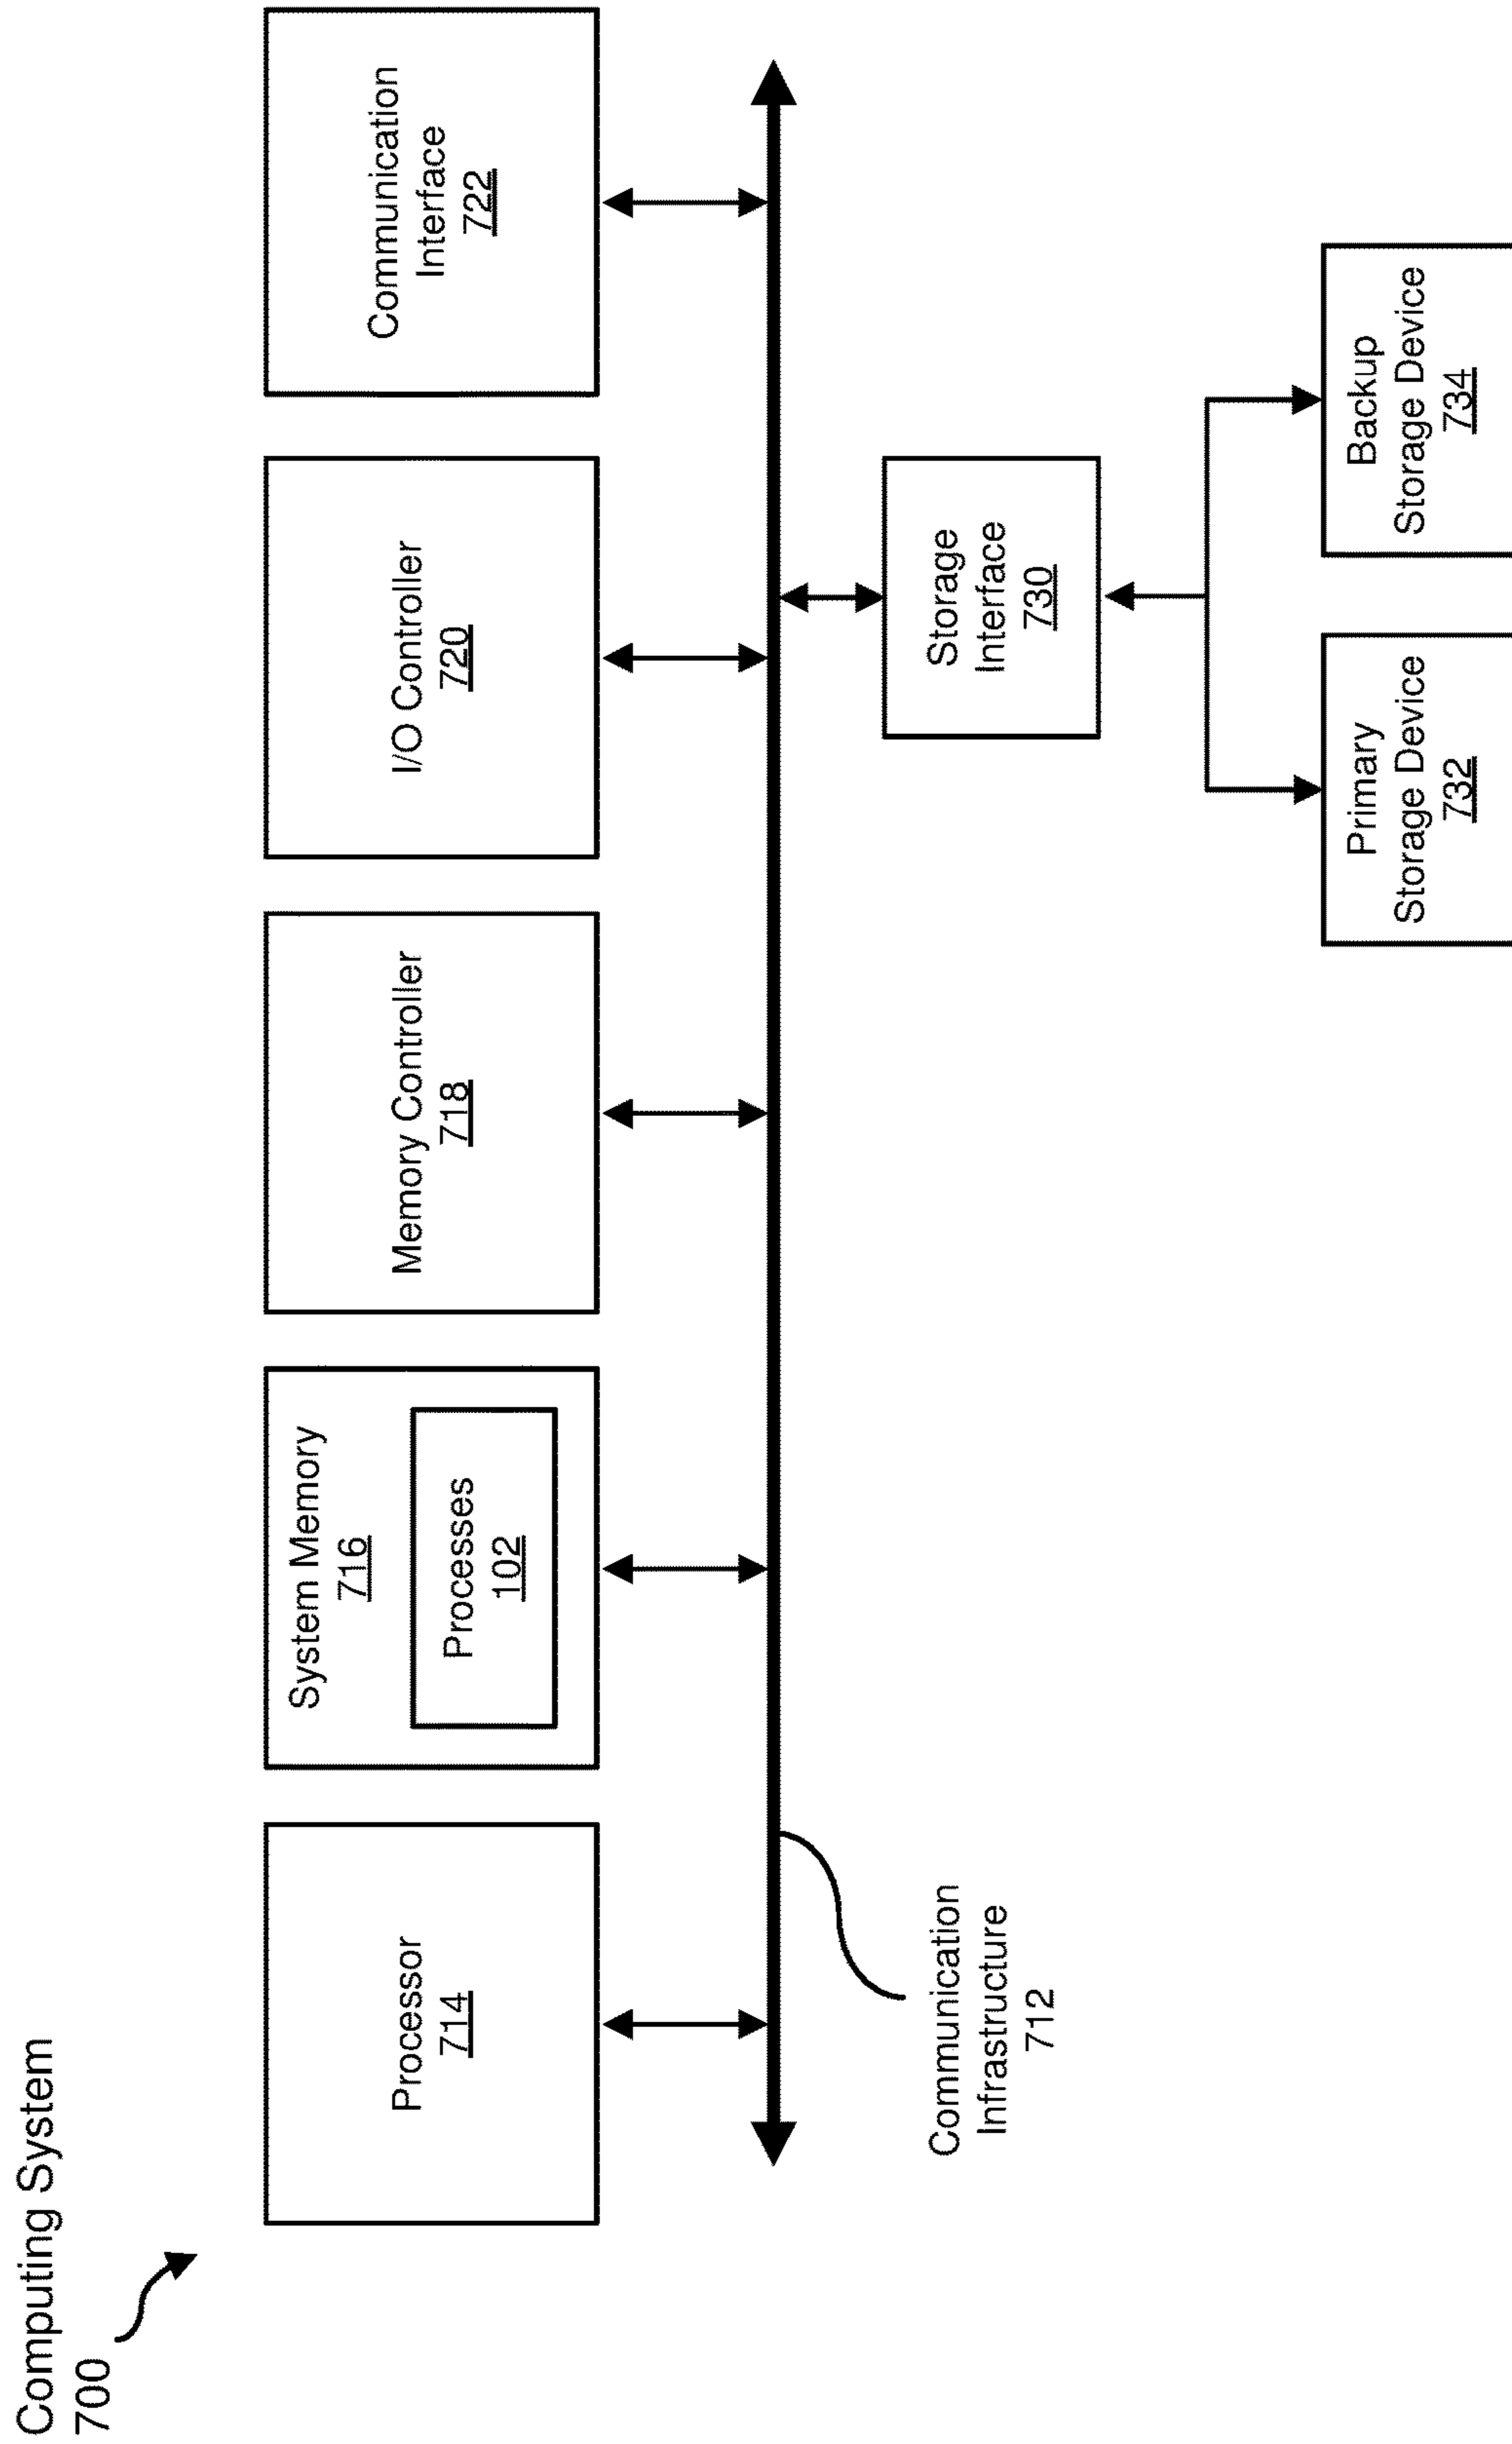 Computing System
700
Processor
714
System Memory
716
Processes
102
Memory Controller
718
I/O Controller
720
Communication
Interface
722
Communication
Infrastructure
712
Storage
Interface
730
Primary
Storage Device
732
Backup
Storage Device
734